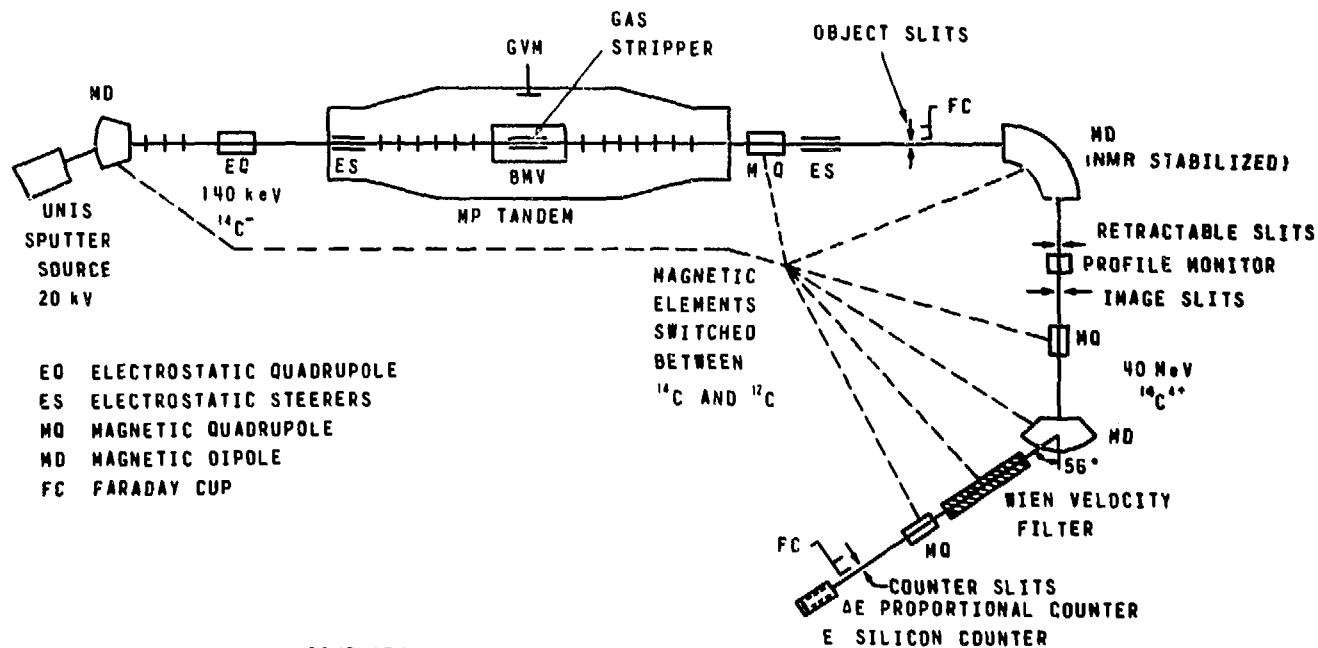 GAS
STRIPPER
GVM
OBJECT SLITS
MD
FC
MD
(NMR STABILIZED)
EQ
ES
8MV
MQ
ES
140 keV
¹⁴C⁻
MP TANDEM
UNIS
SPUTTER
SOURCE
20 kV
RETRACTABLE SLITS
PROFILE MONITOR
IMAGE SLITS
MAGNETIC
ELEMENTS
SWITCHED
BETWEEN
¹⁴C AND ¹²C
MQ
40 MeV
¹⁴C⁴⁺
EQ ELECTROSTATIC QUADRUPOLE
ES ELECTROSTATIC STEERERS
MQ MAGNETIC QUADRUPOLE
MD MAGNETIC DIPOLE
FC FARADAY CUP
MD
56°
WIEN VELOCITY
FILTER
MQ
FC
COUNTER SLITS
ΔE PROPORTIONAL COUNTER
E SILICON COUNTER